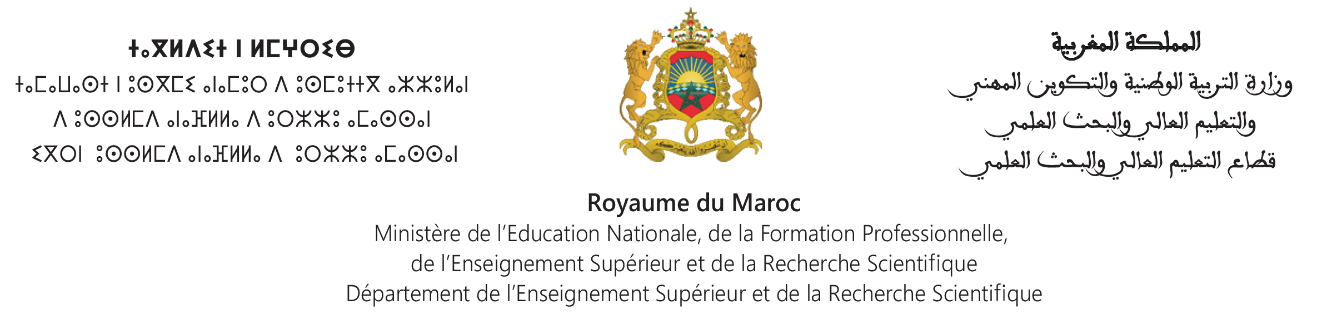 ⵜⴰⴳⵍⴷⵉⵜ ⵏ ⵍⵎⵖⵔⵉⴱ
ⵜⴰⵎⴰⵡⴰⵙⵜ ⵏ ⵓⵙⴳⵎⵉ ⴰⵏⴰⵎⵓⵔ ⴷ ⵓⵙⵎⵓⵜⵜⴳ ⴰⵣⵣⵓⵍⴰⵏ
ⴷ ⵓⵙⵙⵍⵎⴷ ⴰⵏⴰⴼⵍⵍⴰ ⴷ ⵓⵔⵣⵣⵓ ⴰⵎⴰⵙⵙⴰⵏ
ⵉⴳⵔⵏ ⵓⵙⵙⵍⵎⴷ ⴰⵏⴰⴼⵍⵍⴰ ⴷ ⵓⵔⵣⵣⵓ ⴰⵎⴰⵙⵙⴰⵏ
المملكة المغربية
وزارة التربية الوطنية والتكوين المهني
والتعليم العالي والبحث العلمي
قطاع التعليم العالي والبحث العلمي
Royaume du Maroc
Ministère de l'Education Nationale, de la Formation Professionnelle,
de l'Enseignement Supérieur et de la Recherche Scientifique
Département de l'Enseignement Supérieur et de la Recherche Scientifique